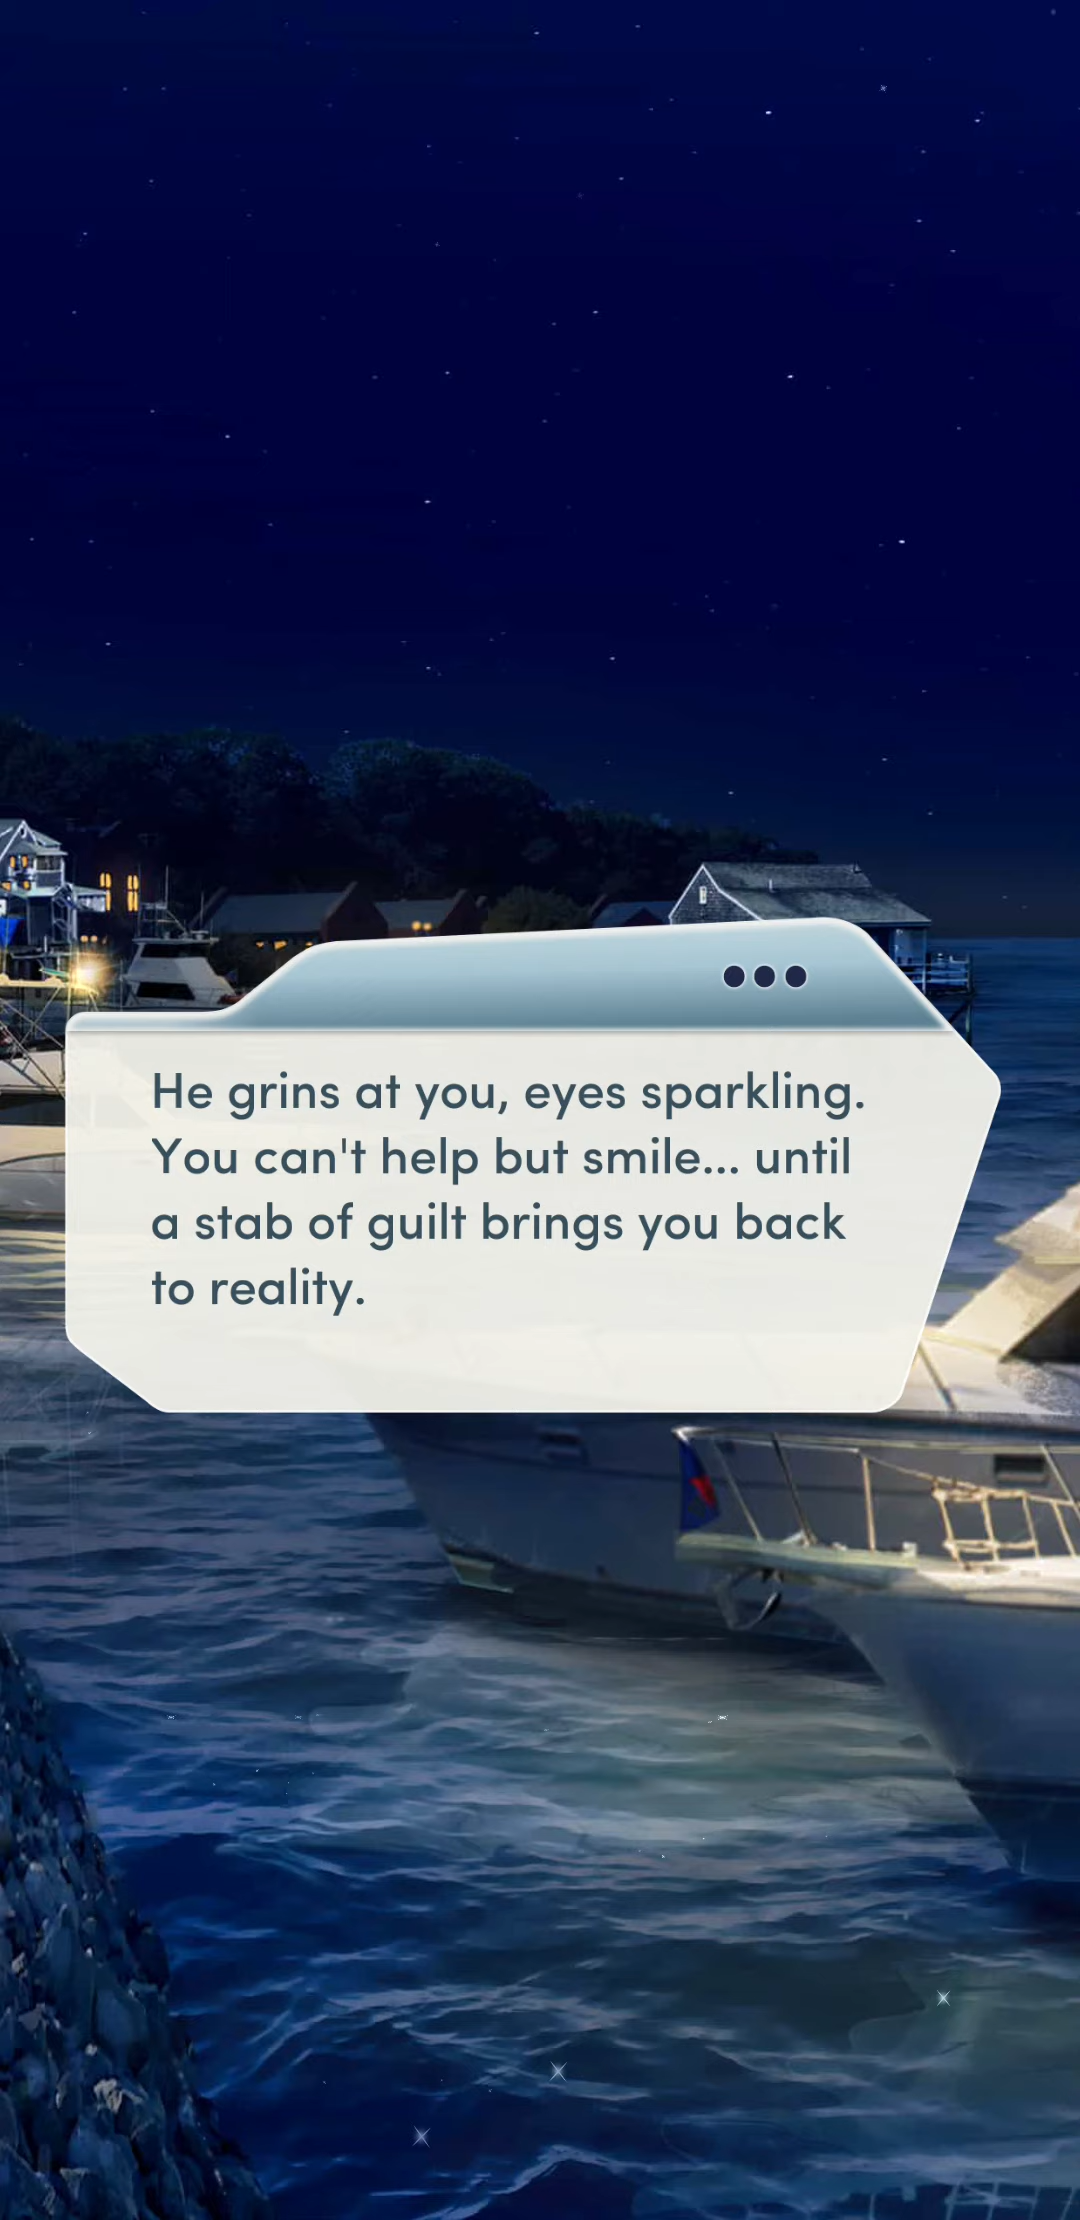 He grins at you, eyes sparkling.
You can't help but smile... until
a stab of guilt brings you back
to reality.